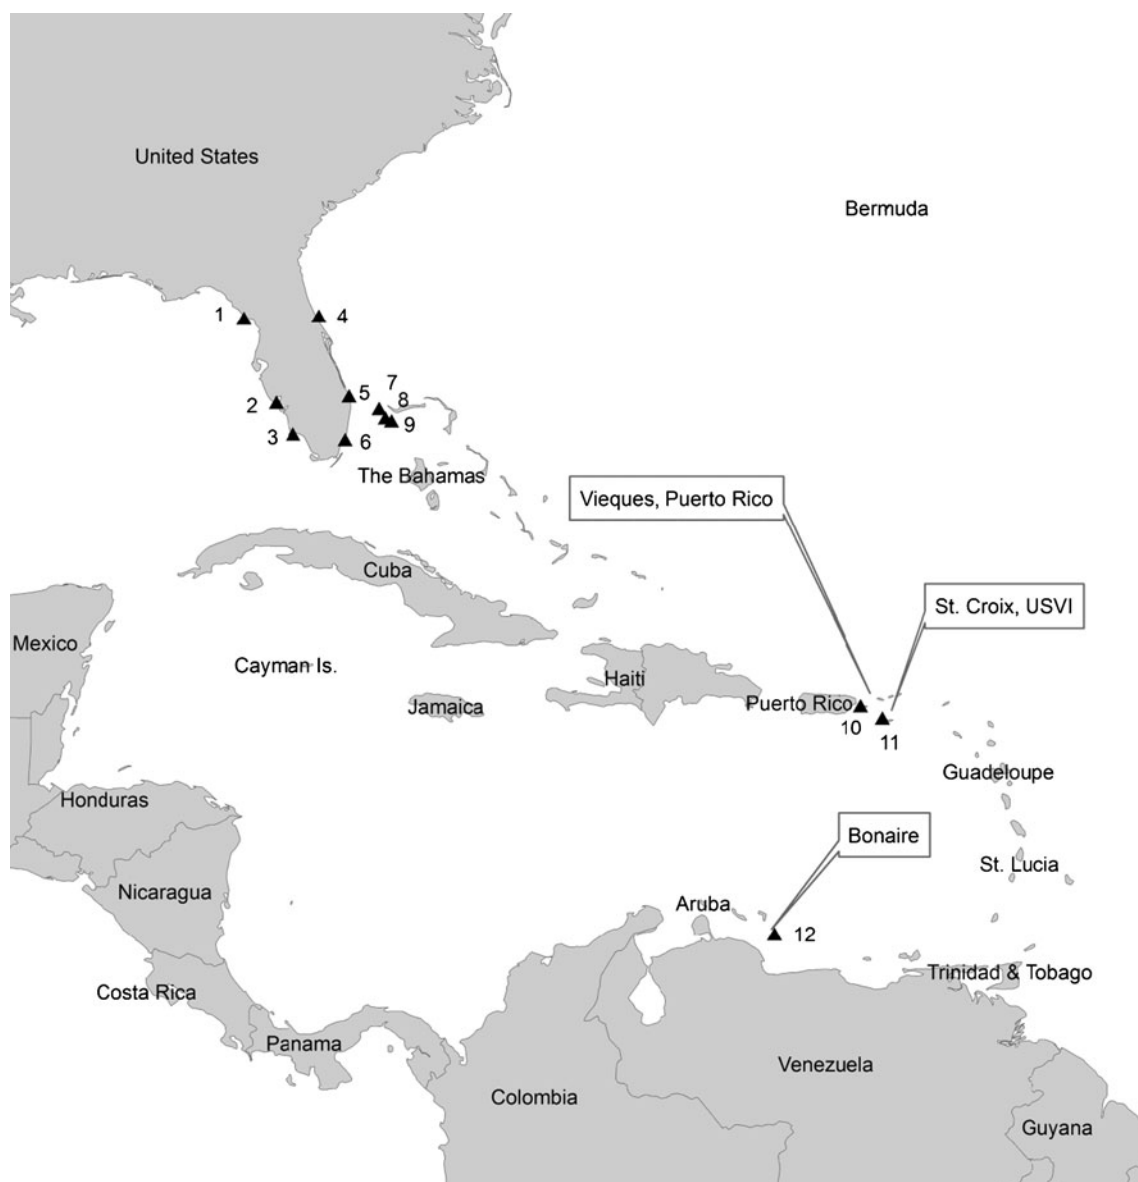 United States
Bermuda
1
4
5
7
8
2
9
3
6
The Bahamas
Vieques, Puerto Rico
Cuba
St. Croix, USVI
Mexico
Cayman Is.
Haiti
Jamaica
Puerto Rico
10
11
Guadeloupe
Honduras
Bonaire
St. Lucia
Nicaragua
Aruba
12
Trinidad & Tobago
Costa Rica
Panama
Venezuela
Colombia
Guyana